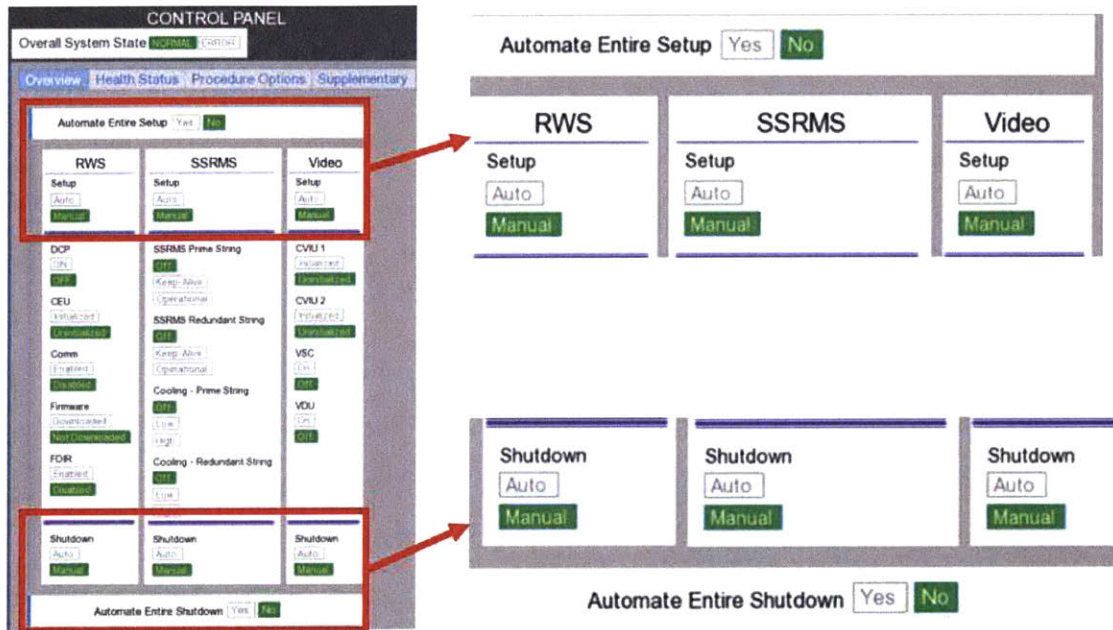 CONTROL PANEL
Overall System State NORMAL ERROR
Overview Health Status Procedure Options Supplementary
Automate Entire Setup Yes No
RWS
Setup
Auto
Manual
DCP
ON
OFF
CEU
Initialized
Uninitialized
Comm
Enabled
Disabled
Firmware
Downloaded
Not Downloaded
FDIR
Enabled
Disabled
Shutdown
Auto
Manual
SSRMS
Setup
Auto
Manual
SSRMS Prime String
Off
Keep-Alive
Operational
SSRMS Redundant String
Off
Keep-Alive
Operational
Cooling - Prime String
Off
Low
High
Cooling - Redundant String
Off
Low
Shutdown
Auto
Manual
Video
Setup
Auto
Manual
CVIU 1
Initialized
Uninitialized
CVIU 2
Initialized
Uninitialized
VSC
On
Off
VDU
On
Off
Shutdown
Auto
Manual
Automate Entire Shutdown Yes No
Automate Entire Setup Yes No
RWS
Setup
Auto
Manual
SSRMS
Setup
Auto
Manual
Video
Setup
Auto
Manual
Shutdown
Auto
Manual
Shutdown
Auto
Manual
Shutdown
Auto
Manual
Automate Entire Shutdown Yes No